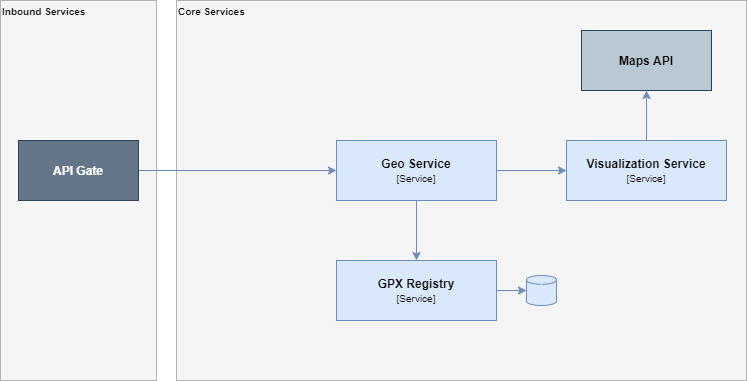 Inbound Services
Core Services
Maps API
API Gate
Geo Service
[Service]
Visualization Service
[Service]
GPX Registry
[Service]